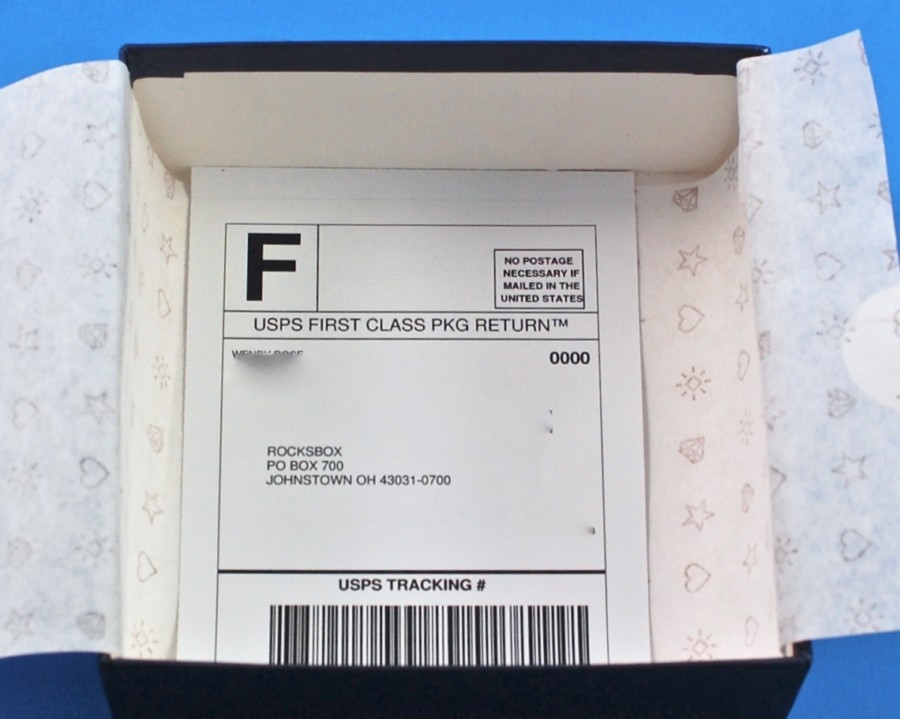 F
NO POSTAGE
NECESSARY IF
MAILED IN THE
UNITED STATES
USPS FIRST CLASS PKG RETURN™
0000
ROCKSBOX
PO BOX 700
JOHNSTOWN OH 43031-0700
USPS TRACKING #